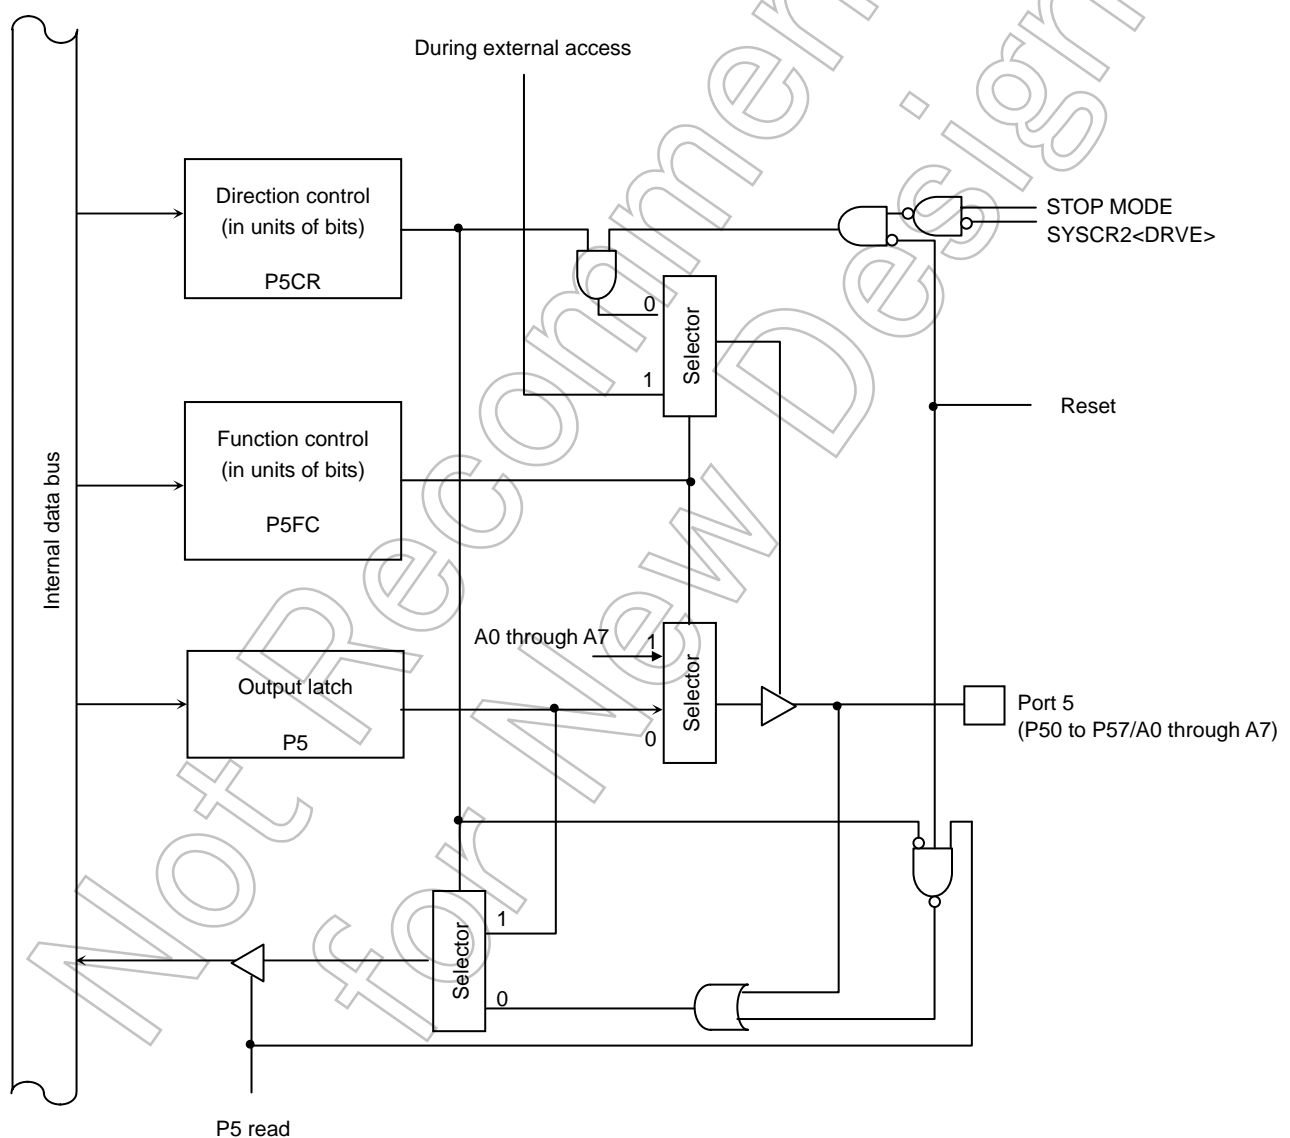 During external access
Direction control
(in units of bits)
P5CR
STOP MODE
SYSCR2<DRVE>
0
Selector
1
Reset
Function control
(in units of bits)
P5FC
Internal data bus
A0 through A7
1
Selector
0
Output latch
P5
Port 5
(P50 to P57/A0 through A7)
1
Selector
0
P5 read
Not Recommen
for New Design